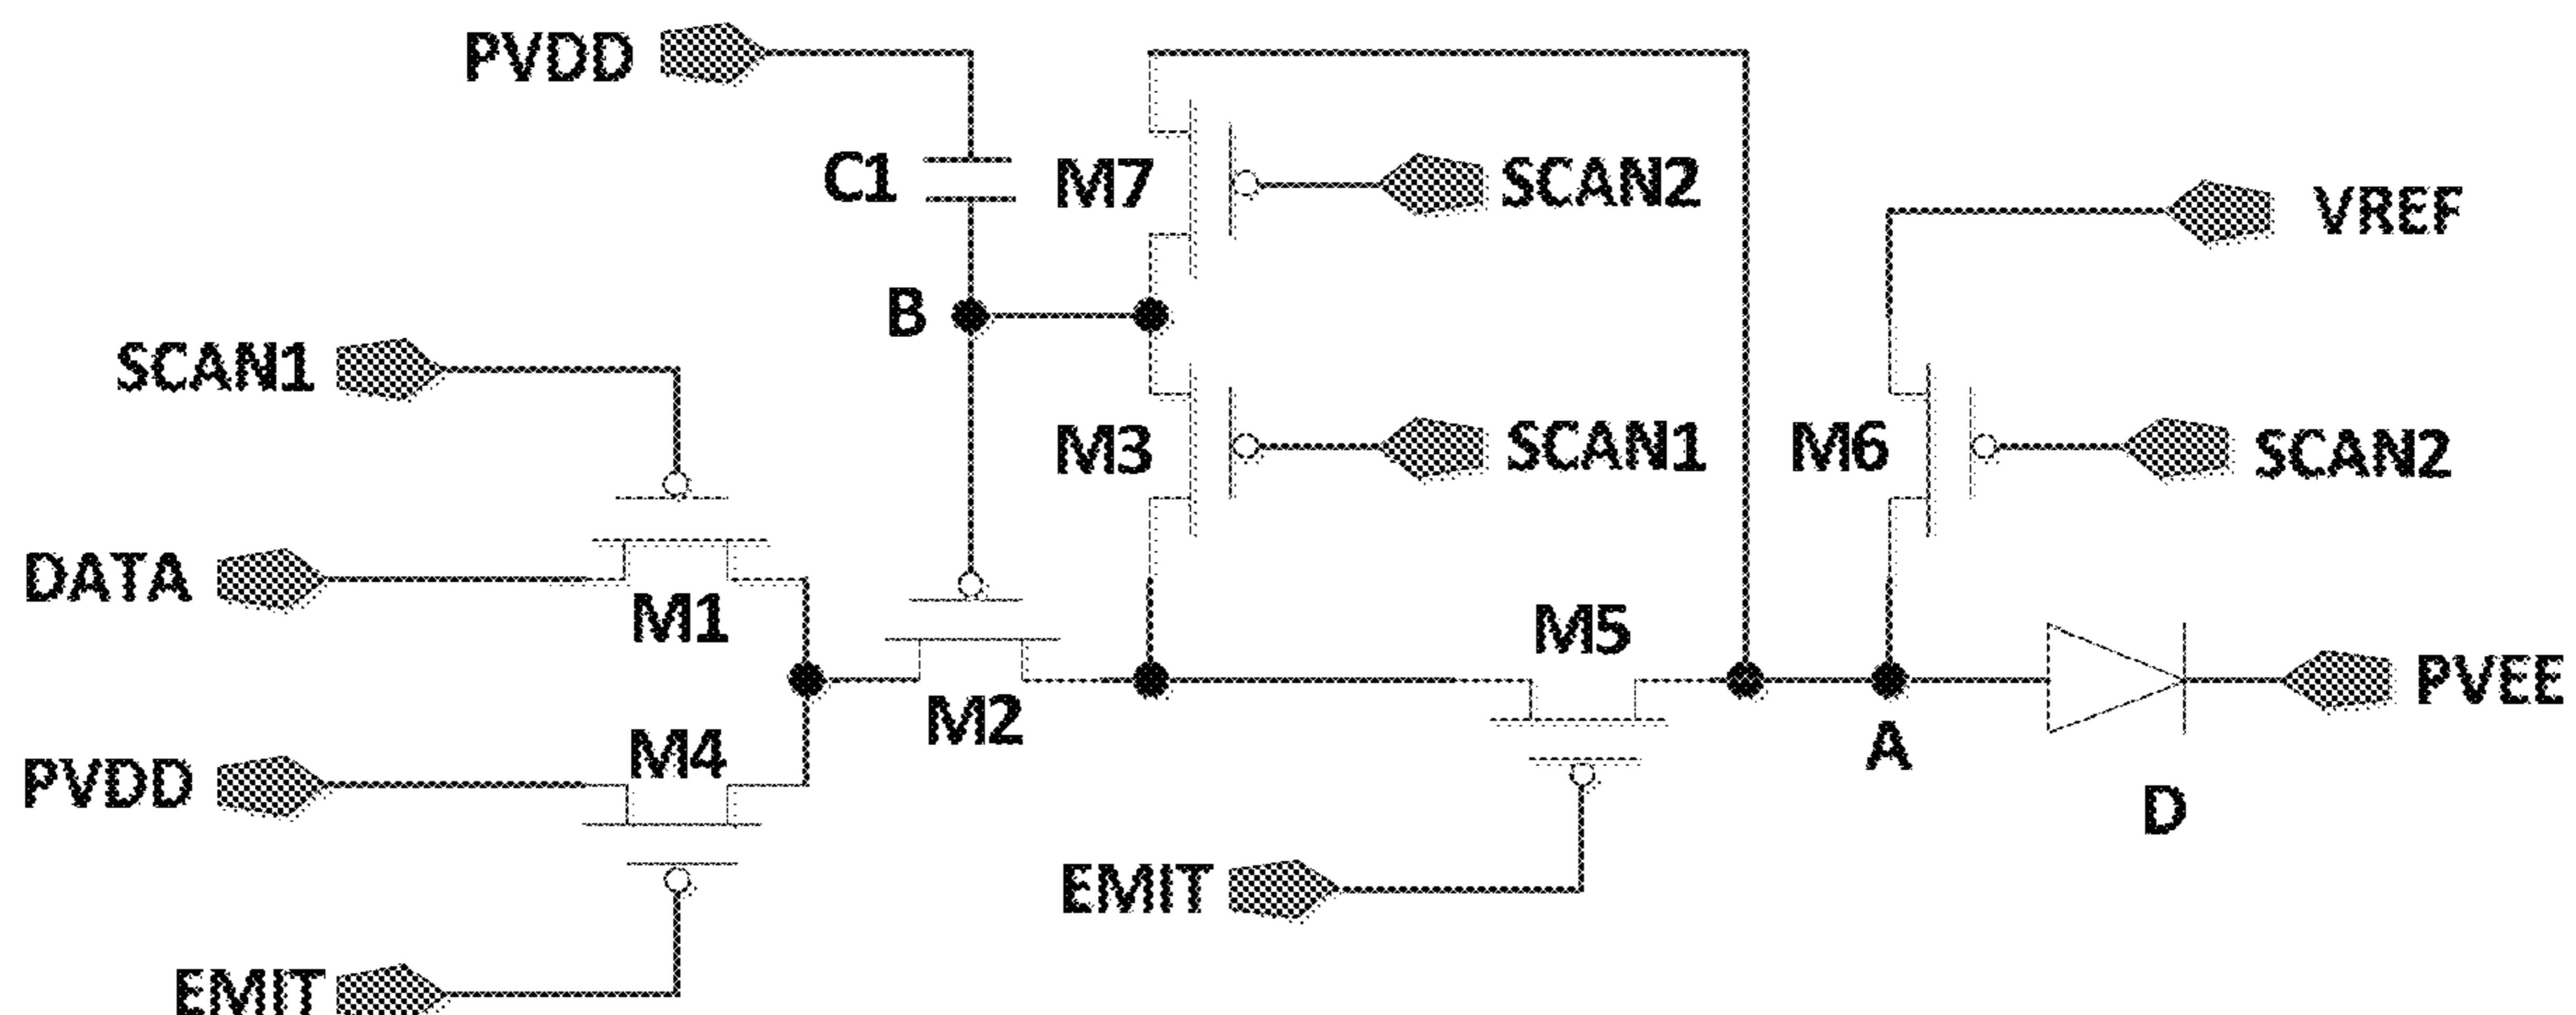 PVDD
C1
M7
SCAN2
VREF
B
SCAN1
M3
SCAN1
M6
SCAN2
DATA
M1
M5
M2
PVEE
PVDD
M4
A
D
EMIT
EMIT